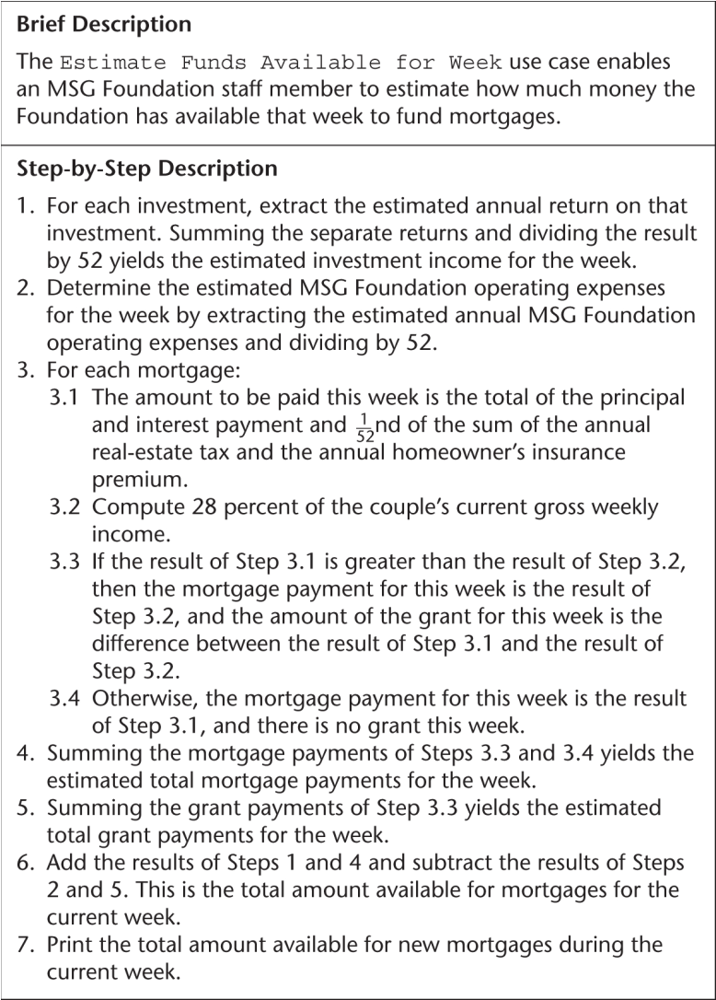 Brief Description
The Estimate Funds Available for Week use case enables
an MSG Foundation staff member to estimate how much money the
Foundation has available that week to fund mortgages.
Step-by-Step Description
1. For each investment, extract the estimated annual return on that
investment. Summing the separate returns and dividing the result
by 52 yields the estimated investment income for the week.
2. Determine the estimated MSG Foundation operating expenses
for the week by extracting the estimated annual MSG Foundation
operating expenses and dividing by 52.
3. For each mortgage:
3.1 The amount to be paid this week is the total of the principal
and interest payment and 1/52nd of the sum of the annual
real-estate tax and the annual homeowner’s insurance
premium.
3.2 Compute 28 percent of the couple’s current gross weekly
income.
3.3 If the result of Step 3.1 is greater than the result of Step 3.2,
then the mortgage payment for this week is the result of
Step 3.2, and the amount of the grant for this week is the
difference between the result of Step 3.1 and the result of
Step 3.2.
3.4 Otherwise, the mortgage payment for this week is the result
of Step 3.1, and there is no grant this week.
4. Summing the mortgage payments of Steps 3.3 and 3.4 yields the
estimated total mortgage payments for the week.
5. Summing the grant payments of Step 3.3 yields the estimated
total grant payments for the week.
6. Add the results of Steps 1 and 4 and subtract the results of Steps
2 and 5. This is the total amount available for mortgages for the
current week.
7. Print the total amount available for new mortgages during the
current week.